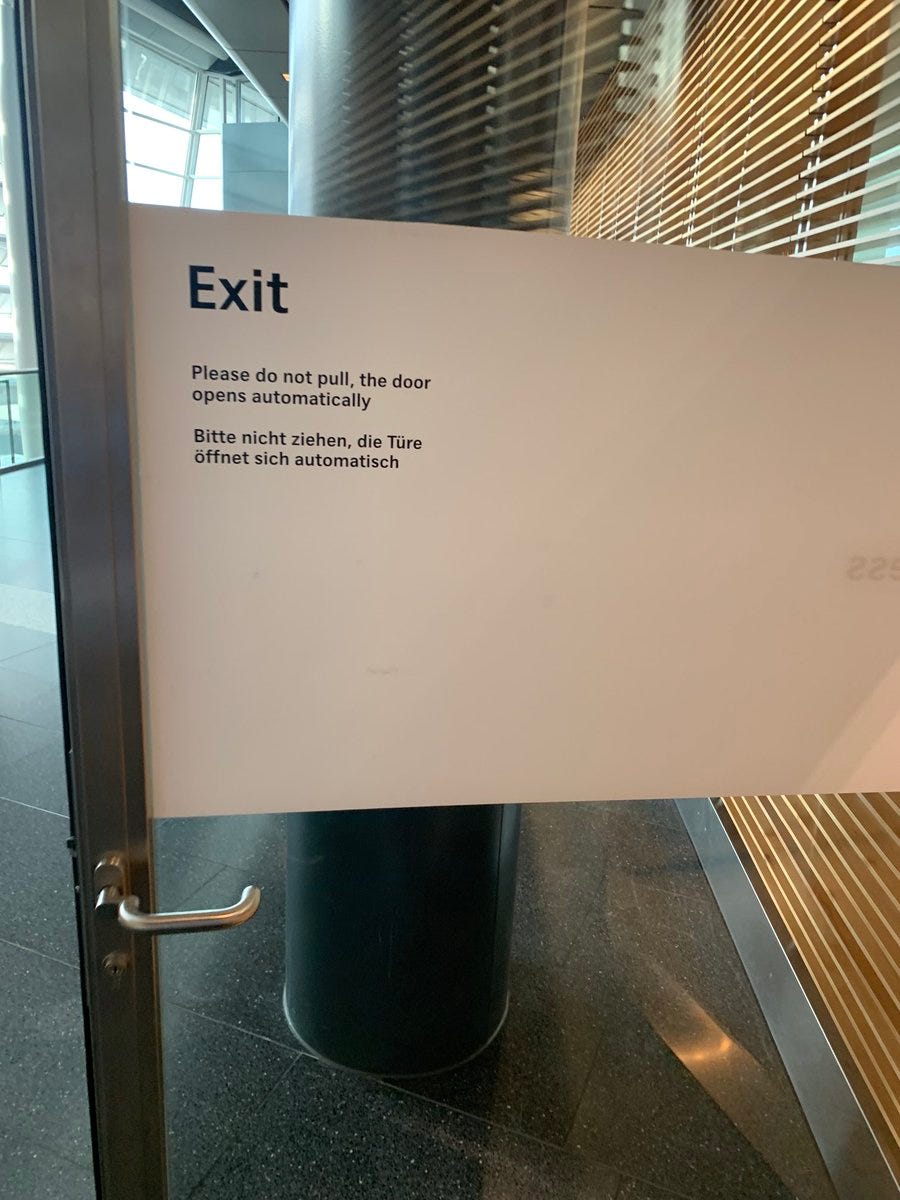 Exit
Please do not pull, the door
opens automatically
Bitte nicht ziehen, die Türe
öffnet sich automatisch